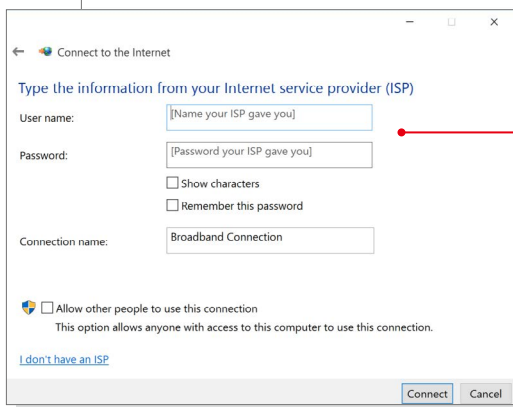 Connect to the Internet
Type the information from your Internet service provider (ISP)
User name:
[Name your ISP gave you]
Password:
[Password your ISP gave you]
Show characters
Remember this password
Connection name:
Broadband Connection
Allow other people to use this connection
This option allows anyone with access to this computer to use this connection.
I don't have an ISP
Connect
Cancel